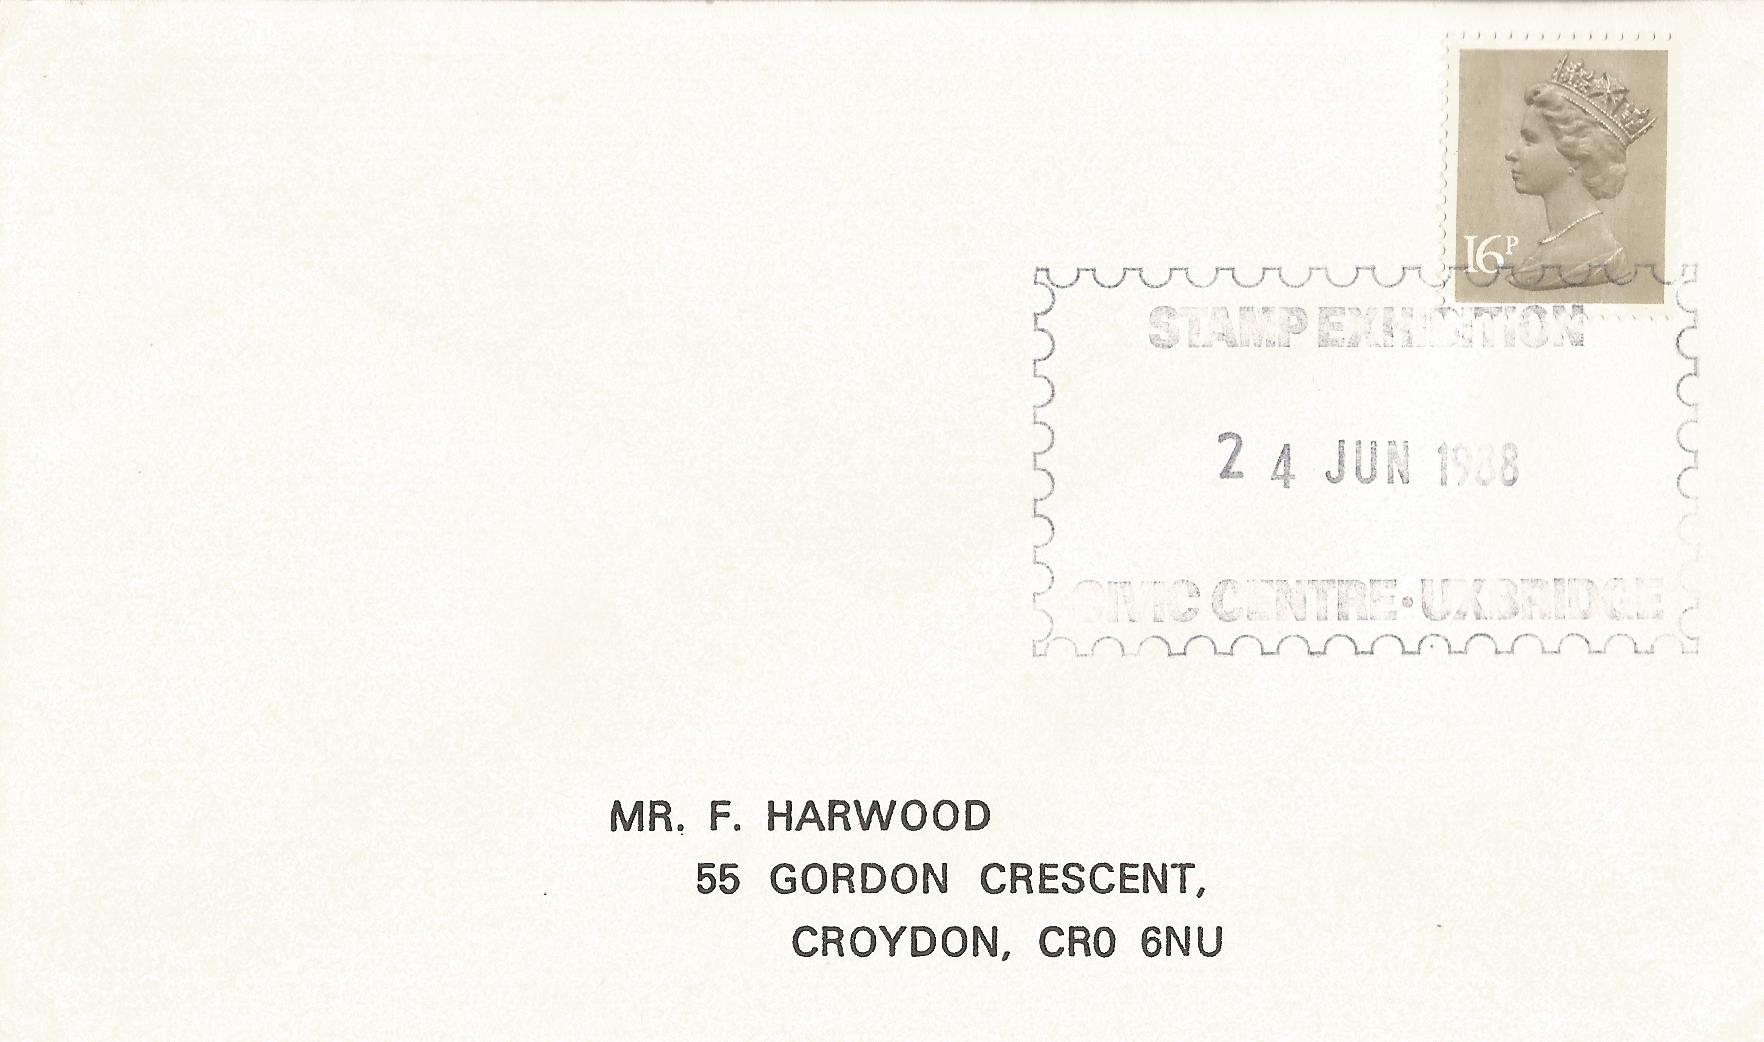 16P
STAMP EXHIBITION
24 JUN 1988
CIVIC CENTRE · UXBRIDGE
MR. F. HARWOOD
55 GORDON CRESCENT,
CROYDON, CR0 6NU